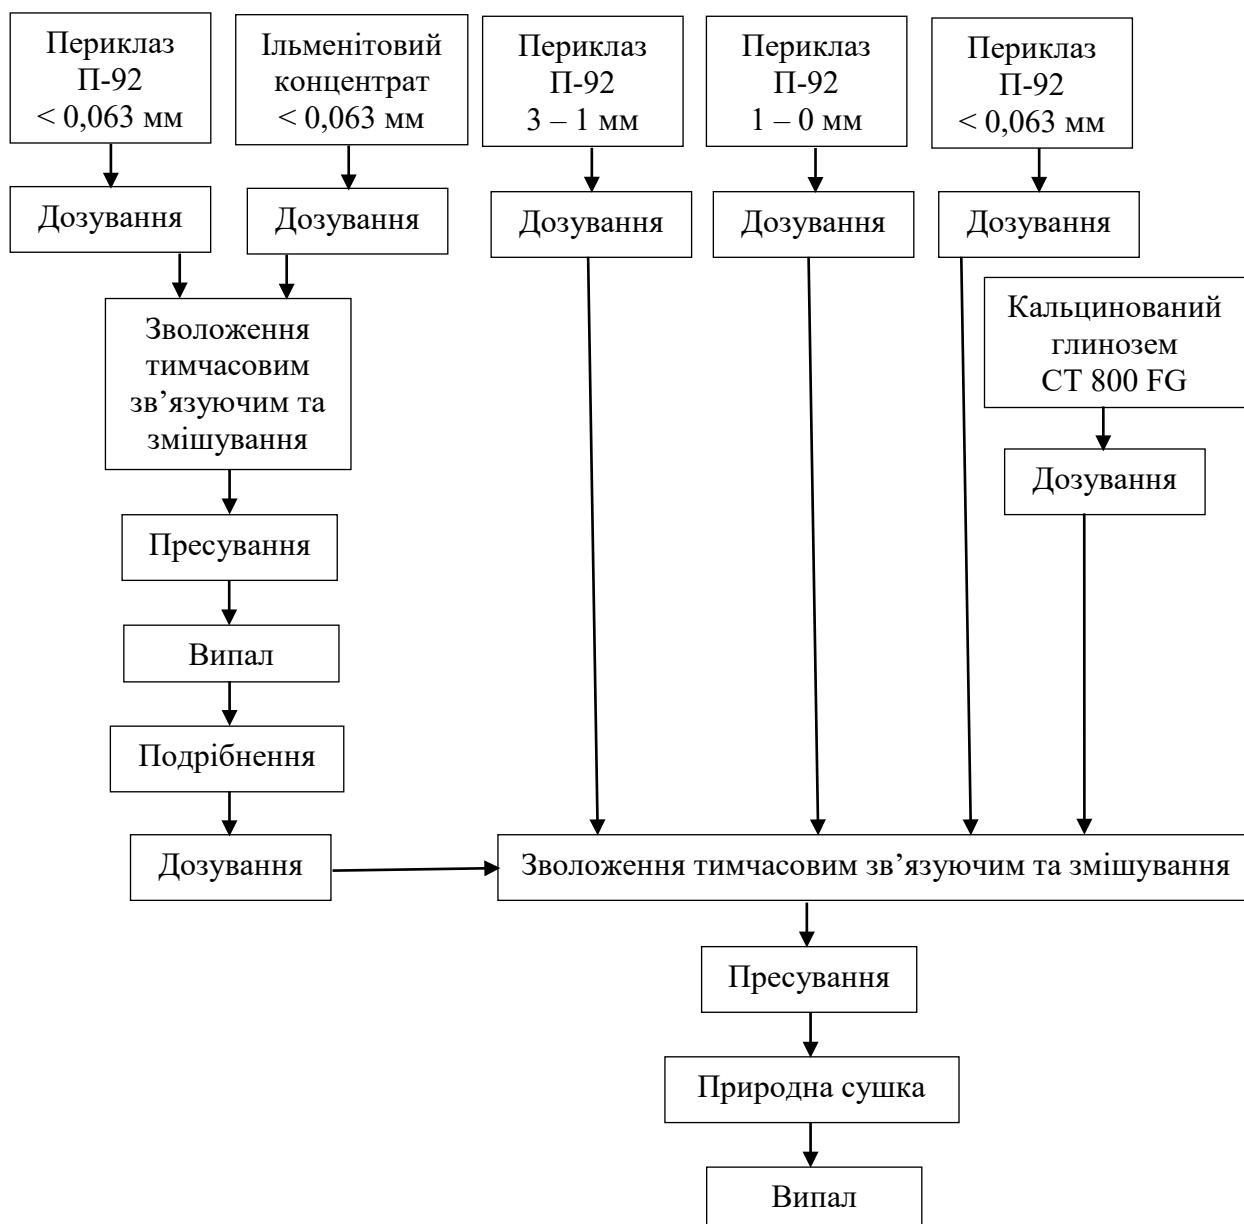 Периклаз
П-92
< 0,063 мм
Ільменітовий
концентрат
< 0,063 мм
Периклаз
П-92
3 – 1 мм
Периклаз
П-92
1 – 0 мм
Периклаз
П-92
< 0,063 мм
Дозування
Дозування
Дозування
Дозування
Дозування
Кальцинований
глинозем
СТ 800 FG
Дозування
Зволоження
тимчасовим
зв’язуючим та
змішування
Пресування
Випал
Подрібнення
Дозування
Зволоження тимчасовим зв’язуючим та змішування
Пресування
Природна сушка
Випал